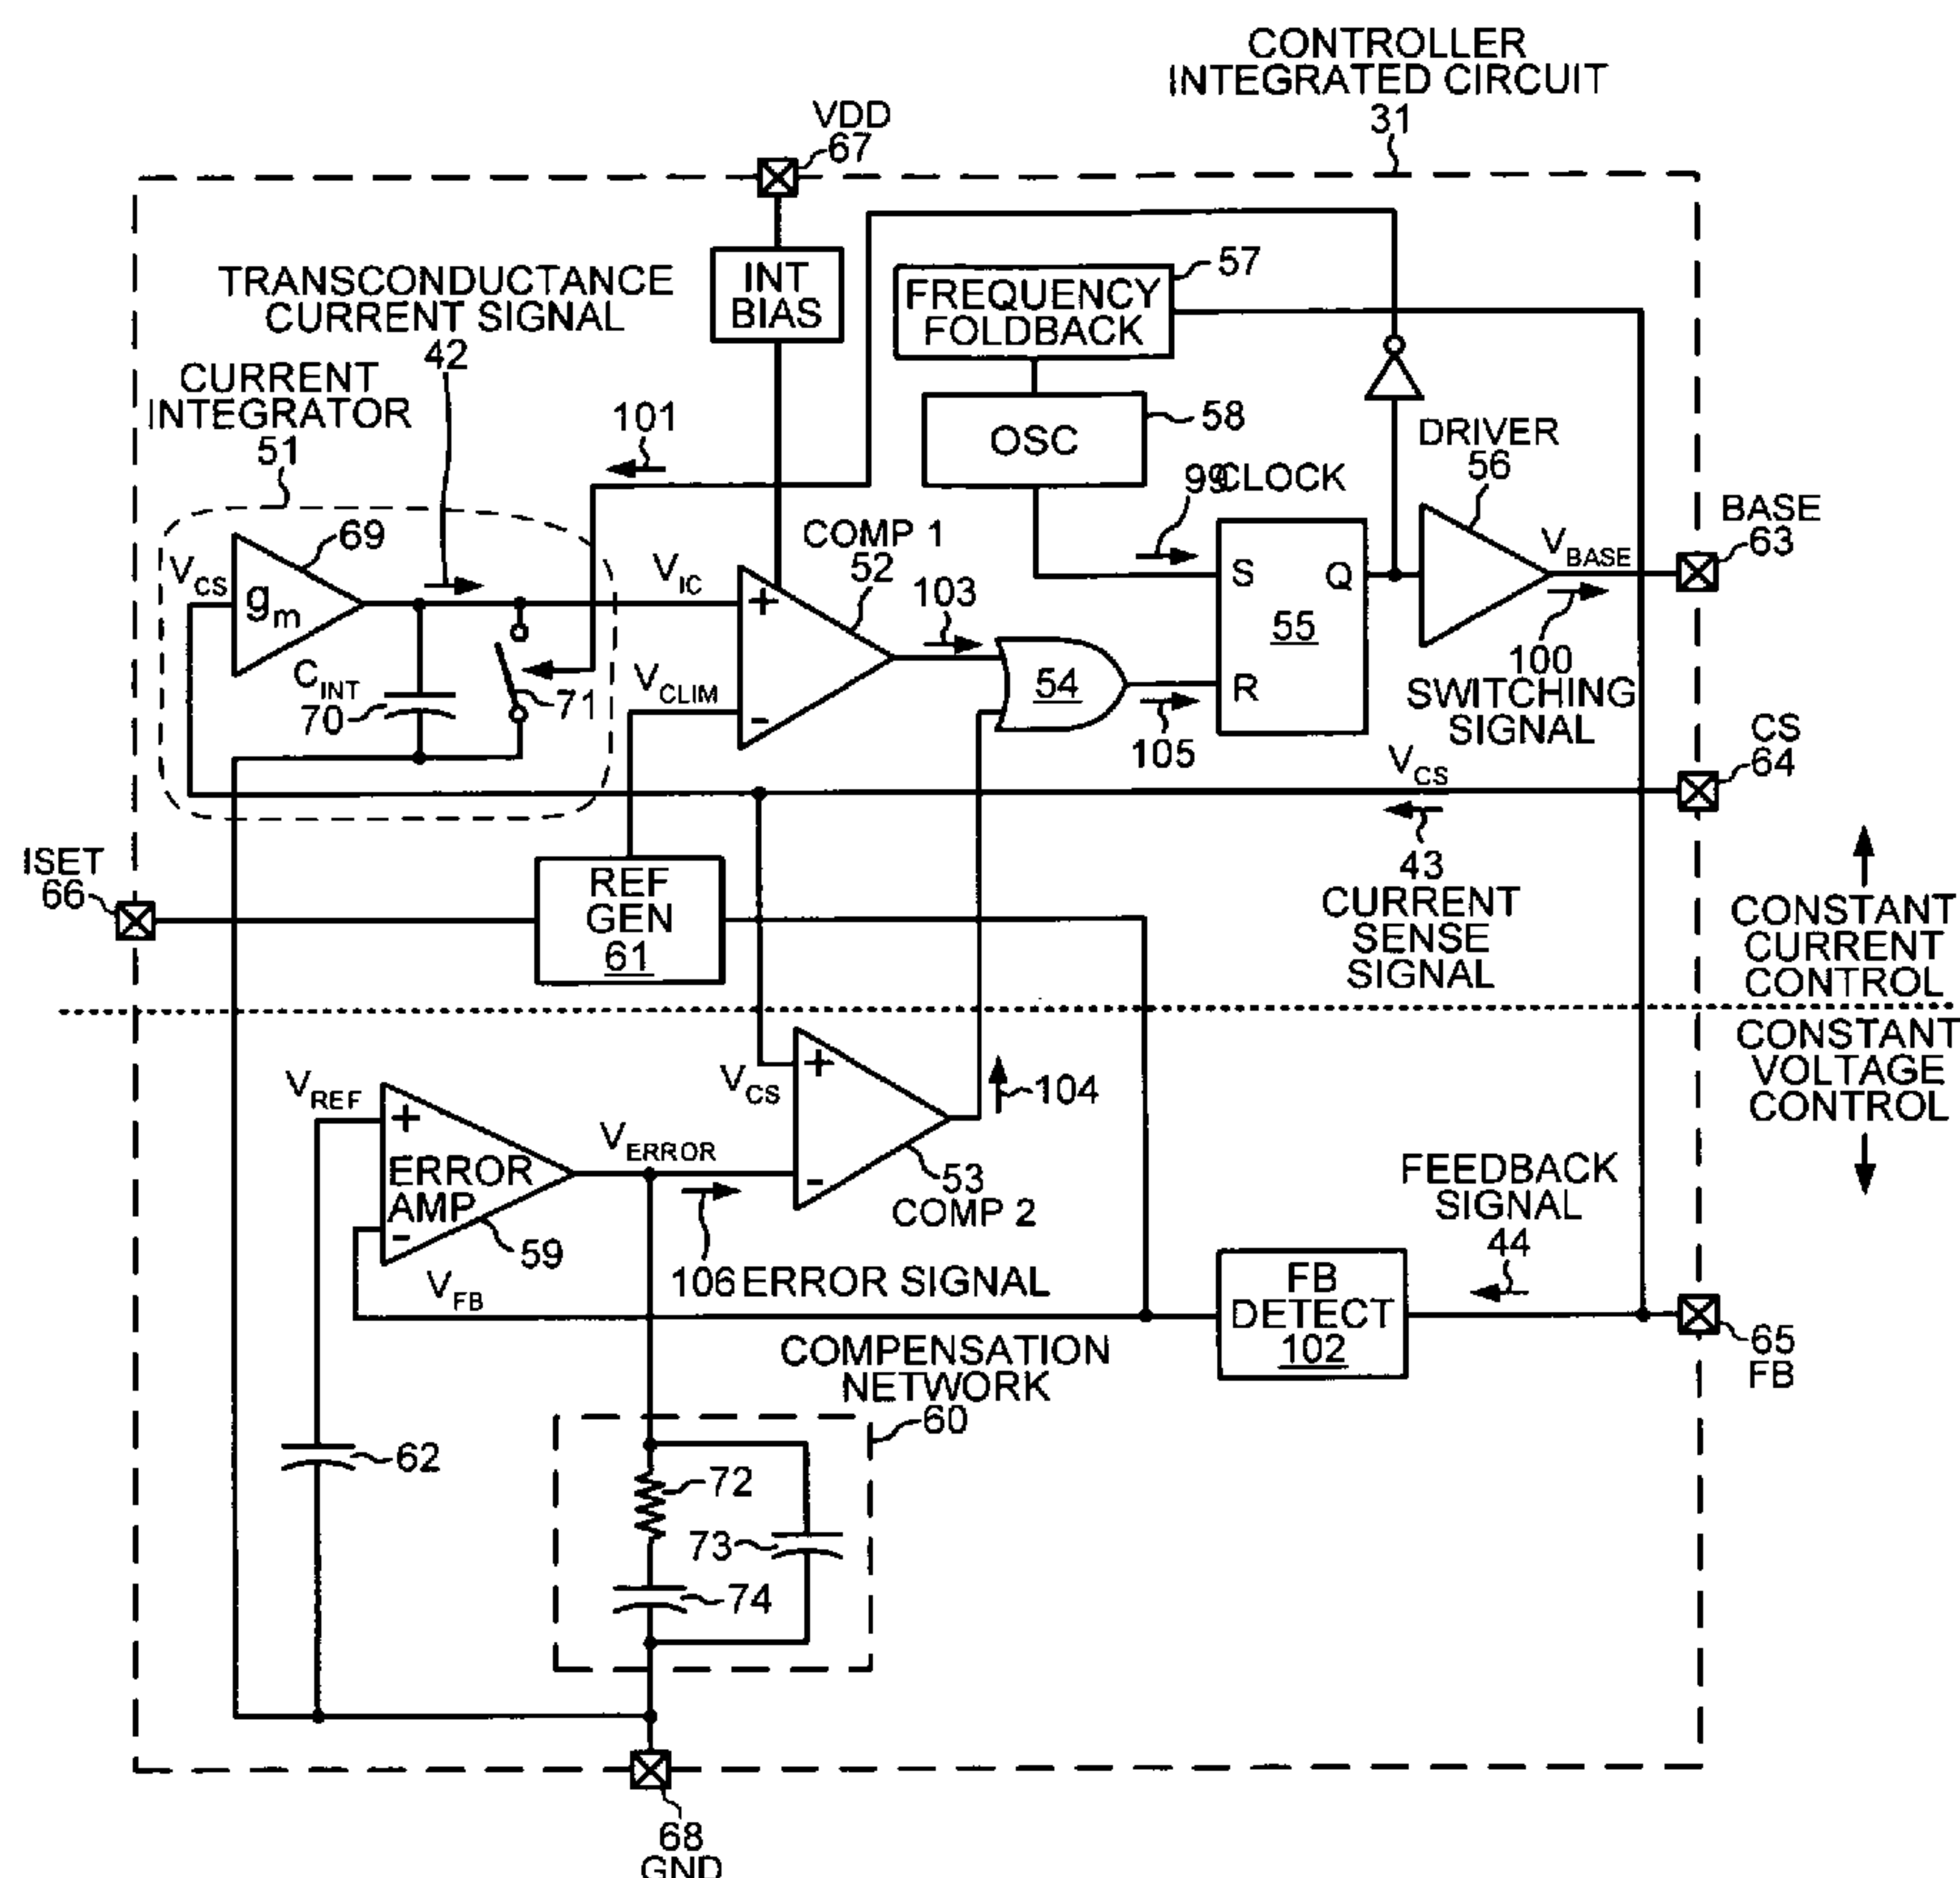 CONTROLLER
INTEGRATED CIRCUIT
31
VDD
67
INT
BIAS
TRANSCONDUCTANCE
CURRENT SIGNAL
42
CURRENT
INTEGRATOR
51
101
FREQUENCY
FOLDBACK
57
OSC
58
99 CLOCK
DRIVER
56
VBASE
BASE
63
VCS
gm
69
CINT
70
71
VIC
VCLIM
COMP 1
52
+
-
103
54
105
S
Q
R
55
100
SWITCHING
SIGNAL
CS
64
VCS
43
CURRENT
SENSE
SIGNAL
ISET
66
REF
GEN
61
CONSTANT
CURRENT
CONTROL
CONSTANT
VOLTAGE
CONTROL
VREF
+
ERROR
AMP
-
59
VFB
VERROR
106 ERROR SIGNAL
VCS
+
-
53
COMP 2
104
FEEDBACK
SIGNAL
44
FB
DETECT
102
65
FB
COMPENSATION
NETWORK
60
62
72
73
74
68
GND